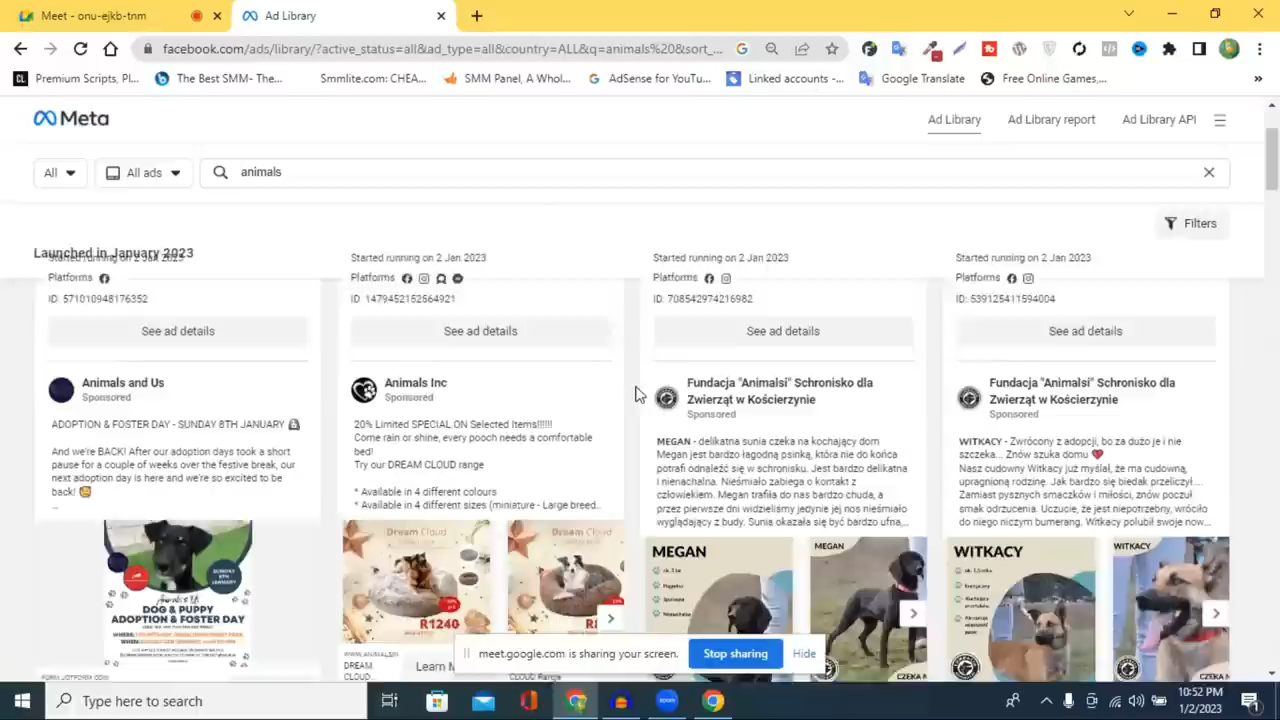 Meet - onu-ejkb-tnm
Ad Library
facebook.com/ads/library/?active_status=all&ad_type=all&country=ALL&q=animals%20&sort_...
Premium Scripts, Pl...
The Best SMM- The...
Smmlite.com: CHEA...
SMM Panel, A Whol...
AdSense for YouTu...
Linked accounts -...
Google Translate
Free Online Games,...
Meta
Ad Library
Ad Library report
Ad Library API
All
All ads
animals
Filters
Launched in January 2023
Started running on 2 Jan 2023
Platforms
ID: 571010948176352
See ad details
Animals and Us
Sponsored
ADOPTION & FOSTER DAY - SUNDAY 8TH JANUARY
And we're BACK! After our adoption days took a short
pause for a couple of weeks over the festive break, our
next adoption day is here and we're so excited to be
back! 🥰
...
SUNDAY
8TH
JANUARY
Animals & Us
DOG & PUPPY
ADOPTION & FOSTER DAY
WHERE:
WHEN:
Started running on 2 Jan 2023
Platforms
ID: 1479452152564921
See ad details
Animals Inc
Sponsored
20% Limited SPECIAL ON Selected Items!!!!!!
Come rain or shine, every pooch needs a comfortable
bed!
Try our DREAM CLOUD range
* Available in 4 different colours
* Available in 4 different sizes (miniature - Large breed...
Dream Cloud
R1240
Dream Cloud
DREAM
CLOUD...
Learn M
Started running on 2 Jan 2023
Platforms
ID: 708542974216982
See ad details
Fundacja "Animalsi" Schronisko dla
Zwierząt w Kościerzynie
Sponsored
MEGAN - delikatna sunia czeka na kochający dom
Megan jest bardzo łagodną psinką, która nie do końca
potrafi odnaleźć się w schronisku. Jest bardzo delikatna
i nienachalna. Nieśmiało zabiega o kontakt z
człowiekiem. Megan trafiła do nas bardzo chuda, a
przez pierwsze dni widzieliśmy jedynie jej nos nieśmiało
wyglądający z budy. Sunia okazała się być bardzo ufna,...
MEGAN
MEGAN
Started running on 2 Jan 2023
Platforms
ID: 539125411594004
See ad details
Fundacja "Animalsi" Schronisko dla
Zwierząt w Kościerzynie
Sponsored
WITKACY - Zwrócony z adopcji, bo za dużo je i nie
szczeka... Znów szuka domu 💗
Nasz cudowny Witkacy już myślał, że ma cudowną,
upragnioną rodzinę. Jak bardzo się biedak przeliczył....
Zamiast pysznych smaczków i miłości, znów poczuł
smak odrzucenia. Uczucie, że jest niepotrzebny, wróciło
do niego niczym bumerang. Witkacy polubił swoje now...
WITKACY
WITKACY
CZEKA N
meet.google.com is sharing your screen.
Stop sharing
Hide
Type here to search
zoom
10:52 PM
1/2/2023